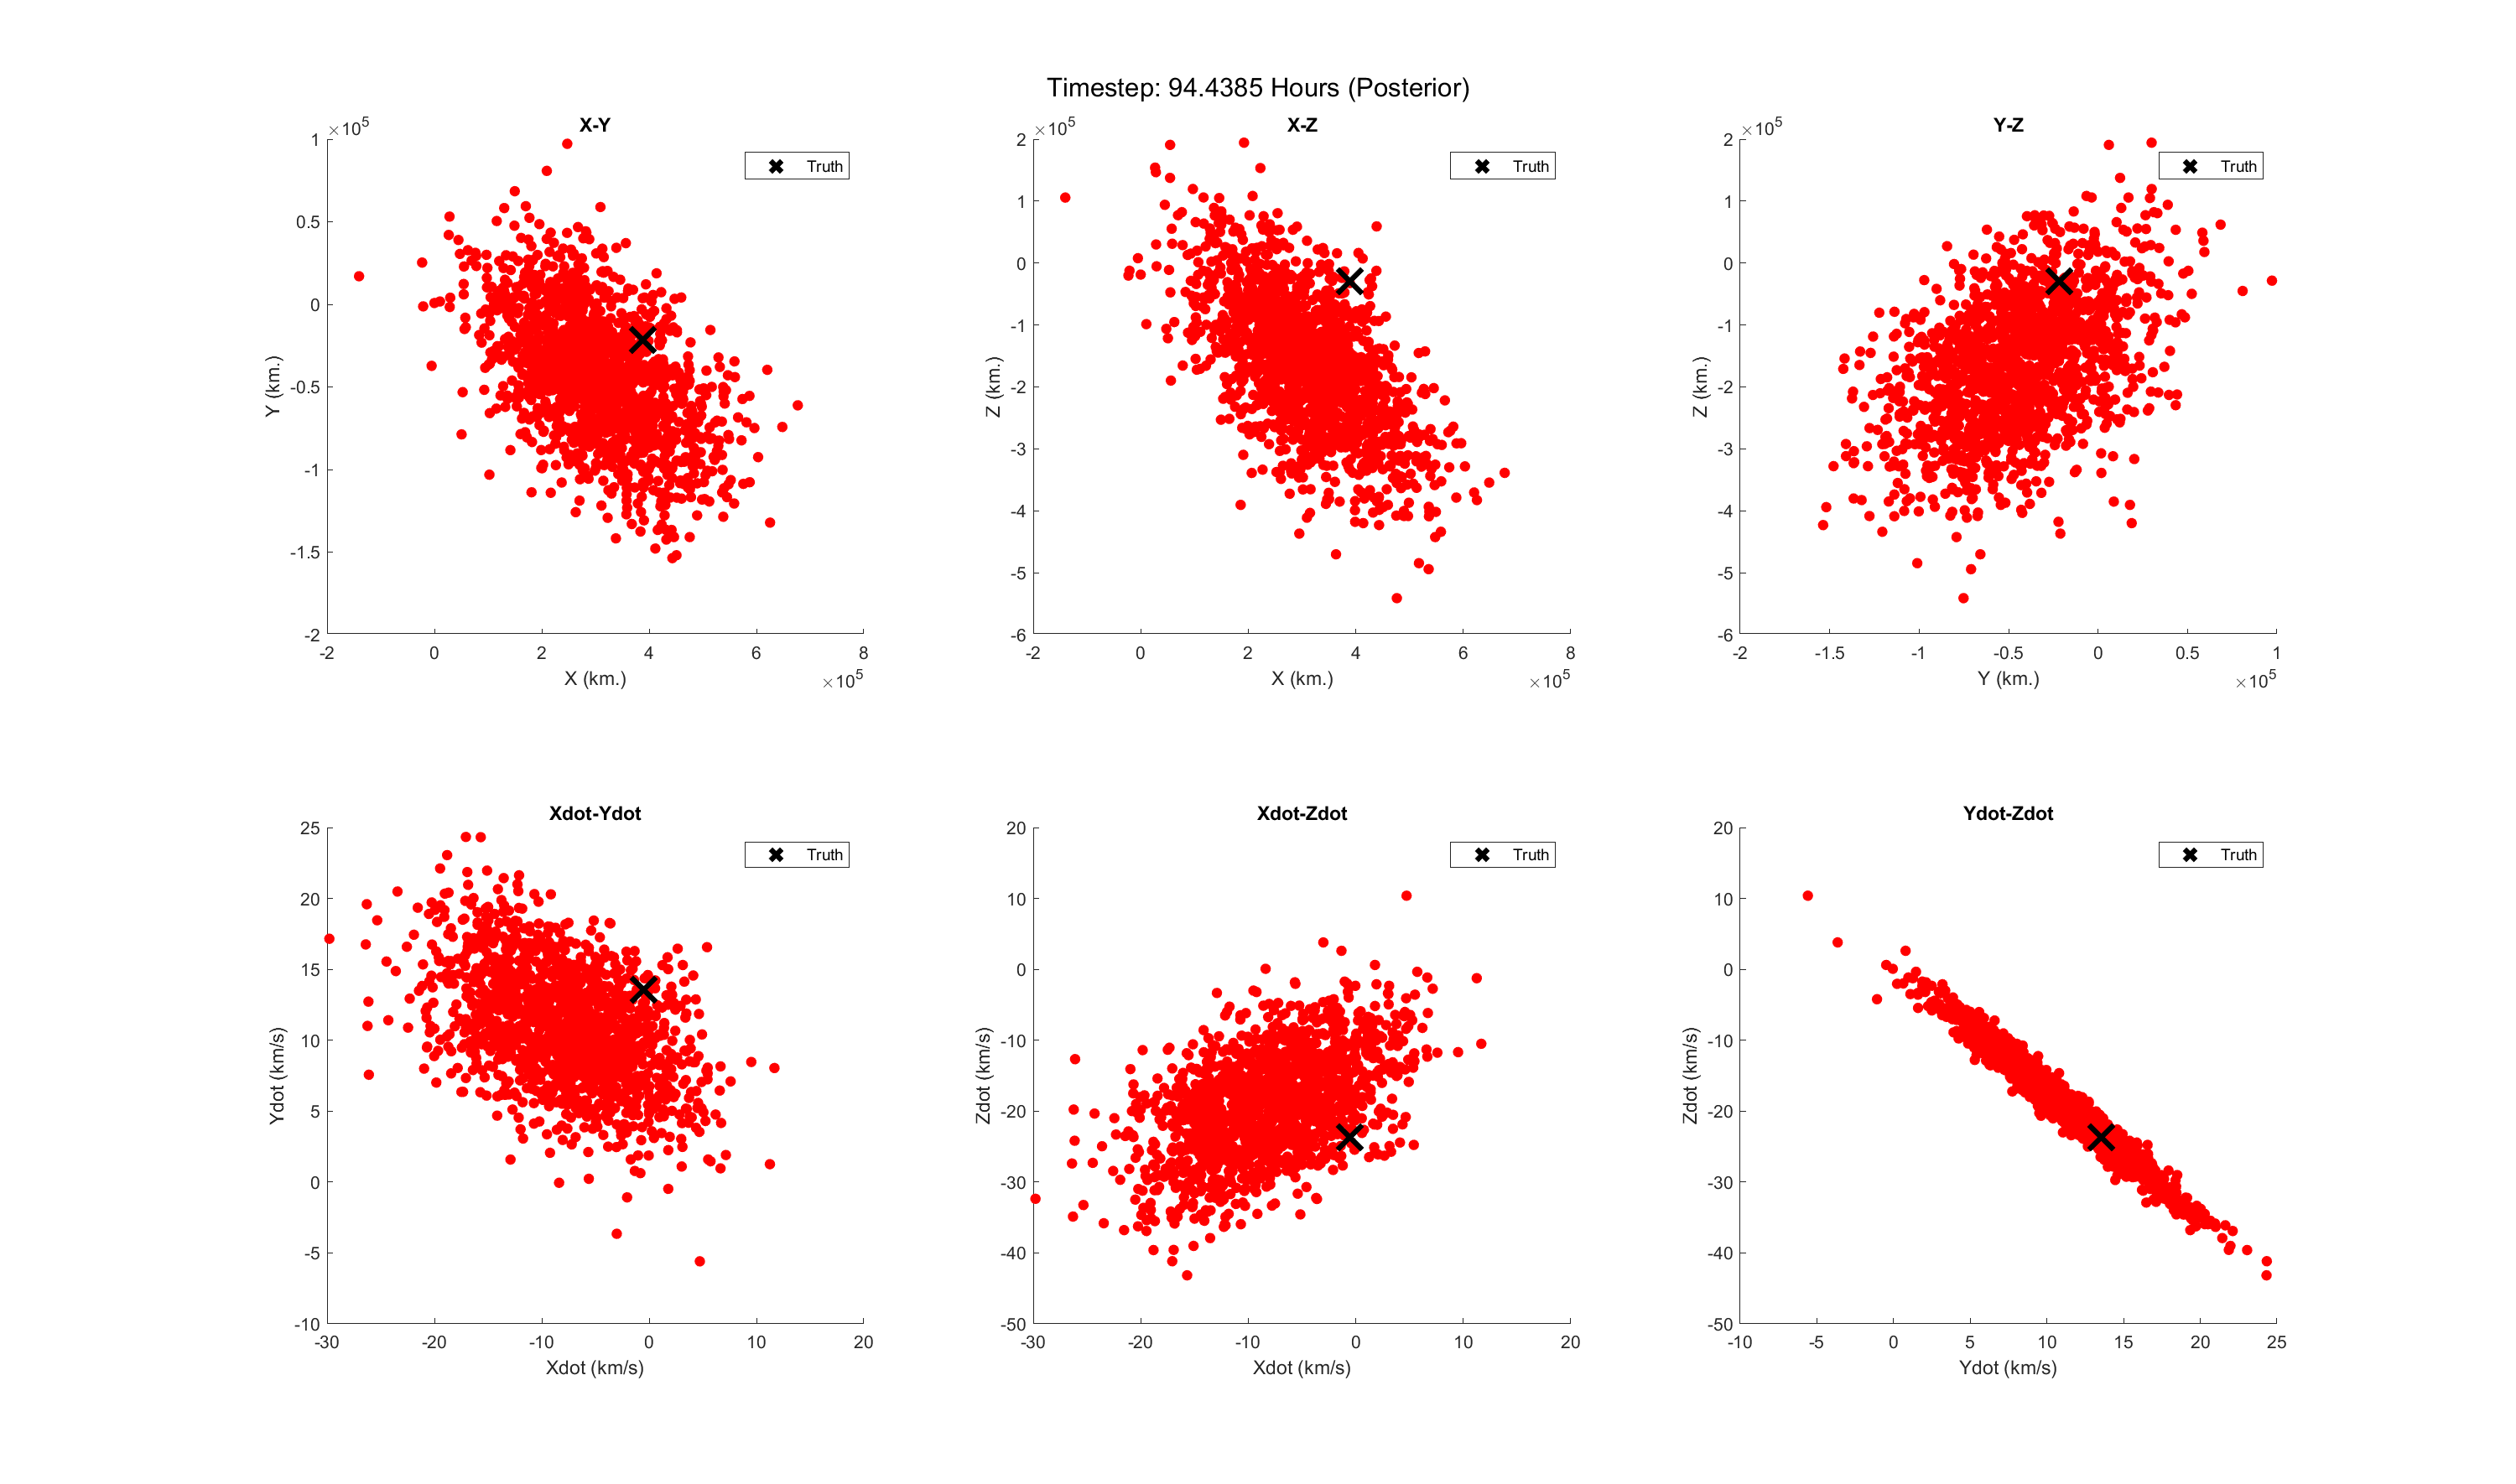 Timestep: 94.4385 Hours (Posterior)
X-Y
×10^5
1
0.5
0
-0.5
-1
-1.5
-2
Y (km.)
-2 0 2 4 6 8
X (km.)
×10^5
Truth
X-Z
×10^5
2
1
0
-1
-2
-3
-4
-5
-6
Z (km.)
-2 0 2 4 6 8
X (km.)
×10^5
Truth
Y-Z
×10^5
2
1
0
-1
-2
-3
-4
-5
-6
Z (km.)
-2 -1.5 -1 -0.5 0 0.5 1
Y (km.)
×10^5
Truth
Xdot-Ydot
25
20
15
10
5
0
-5
-10
Ydot (km/s)
-30 -20 -10 0 10 20
Xdot (km/s)
Truth
Xdot-Zdot
20
10
0
-10
-20
-30
-40
-50
Zdot (km/s)
-30 -20 -10 0 10 20
Xdot (km/s)
Truth
Ydot-Zdot
20
10
0
-10
-20
-30
-40
-50
Zdot (km/s)
-10 -5 0 5 10 15 20 25
Ydot (km/s)
Truth